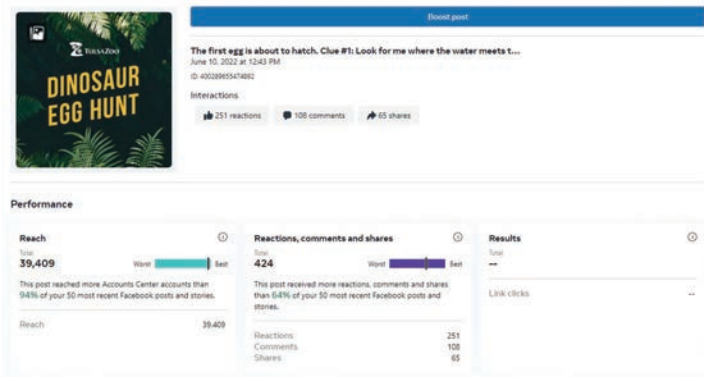 Boost post
TULSA ZOO
DINOSAUR
EGG HUNT
The first egg is about to hatch. Clue #1: Look for me where the water meets t...
June 10, 2022 at 12:43 PM
ID: 400289655474892
Interactions
251 reactions
108 comments
65 shares
Performance
Reach
Total
39,409
Worst
Best
This post reached more Accounts Center accounts than
94% of your 50 most recent Facebook posts and stories.
Reach
39,409
Reactions, comments and shares
Total
424
Worst
Best
This post received more reactions, comments and shares
than 64% of your 50 most recent Facebook posts and
stories.
Reactions
251
Comments
108
Shares
65
Results
Total
--
Link clicks
--